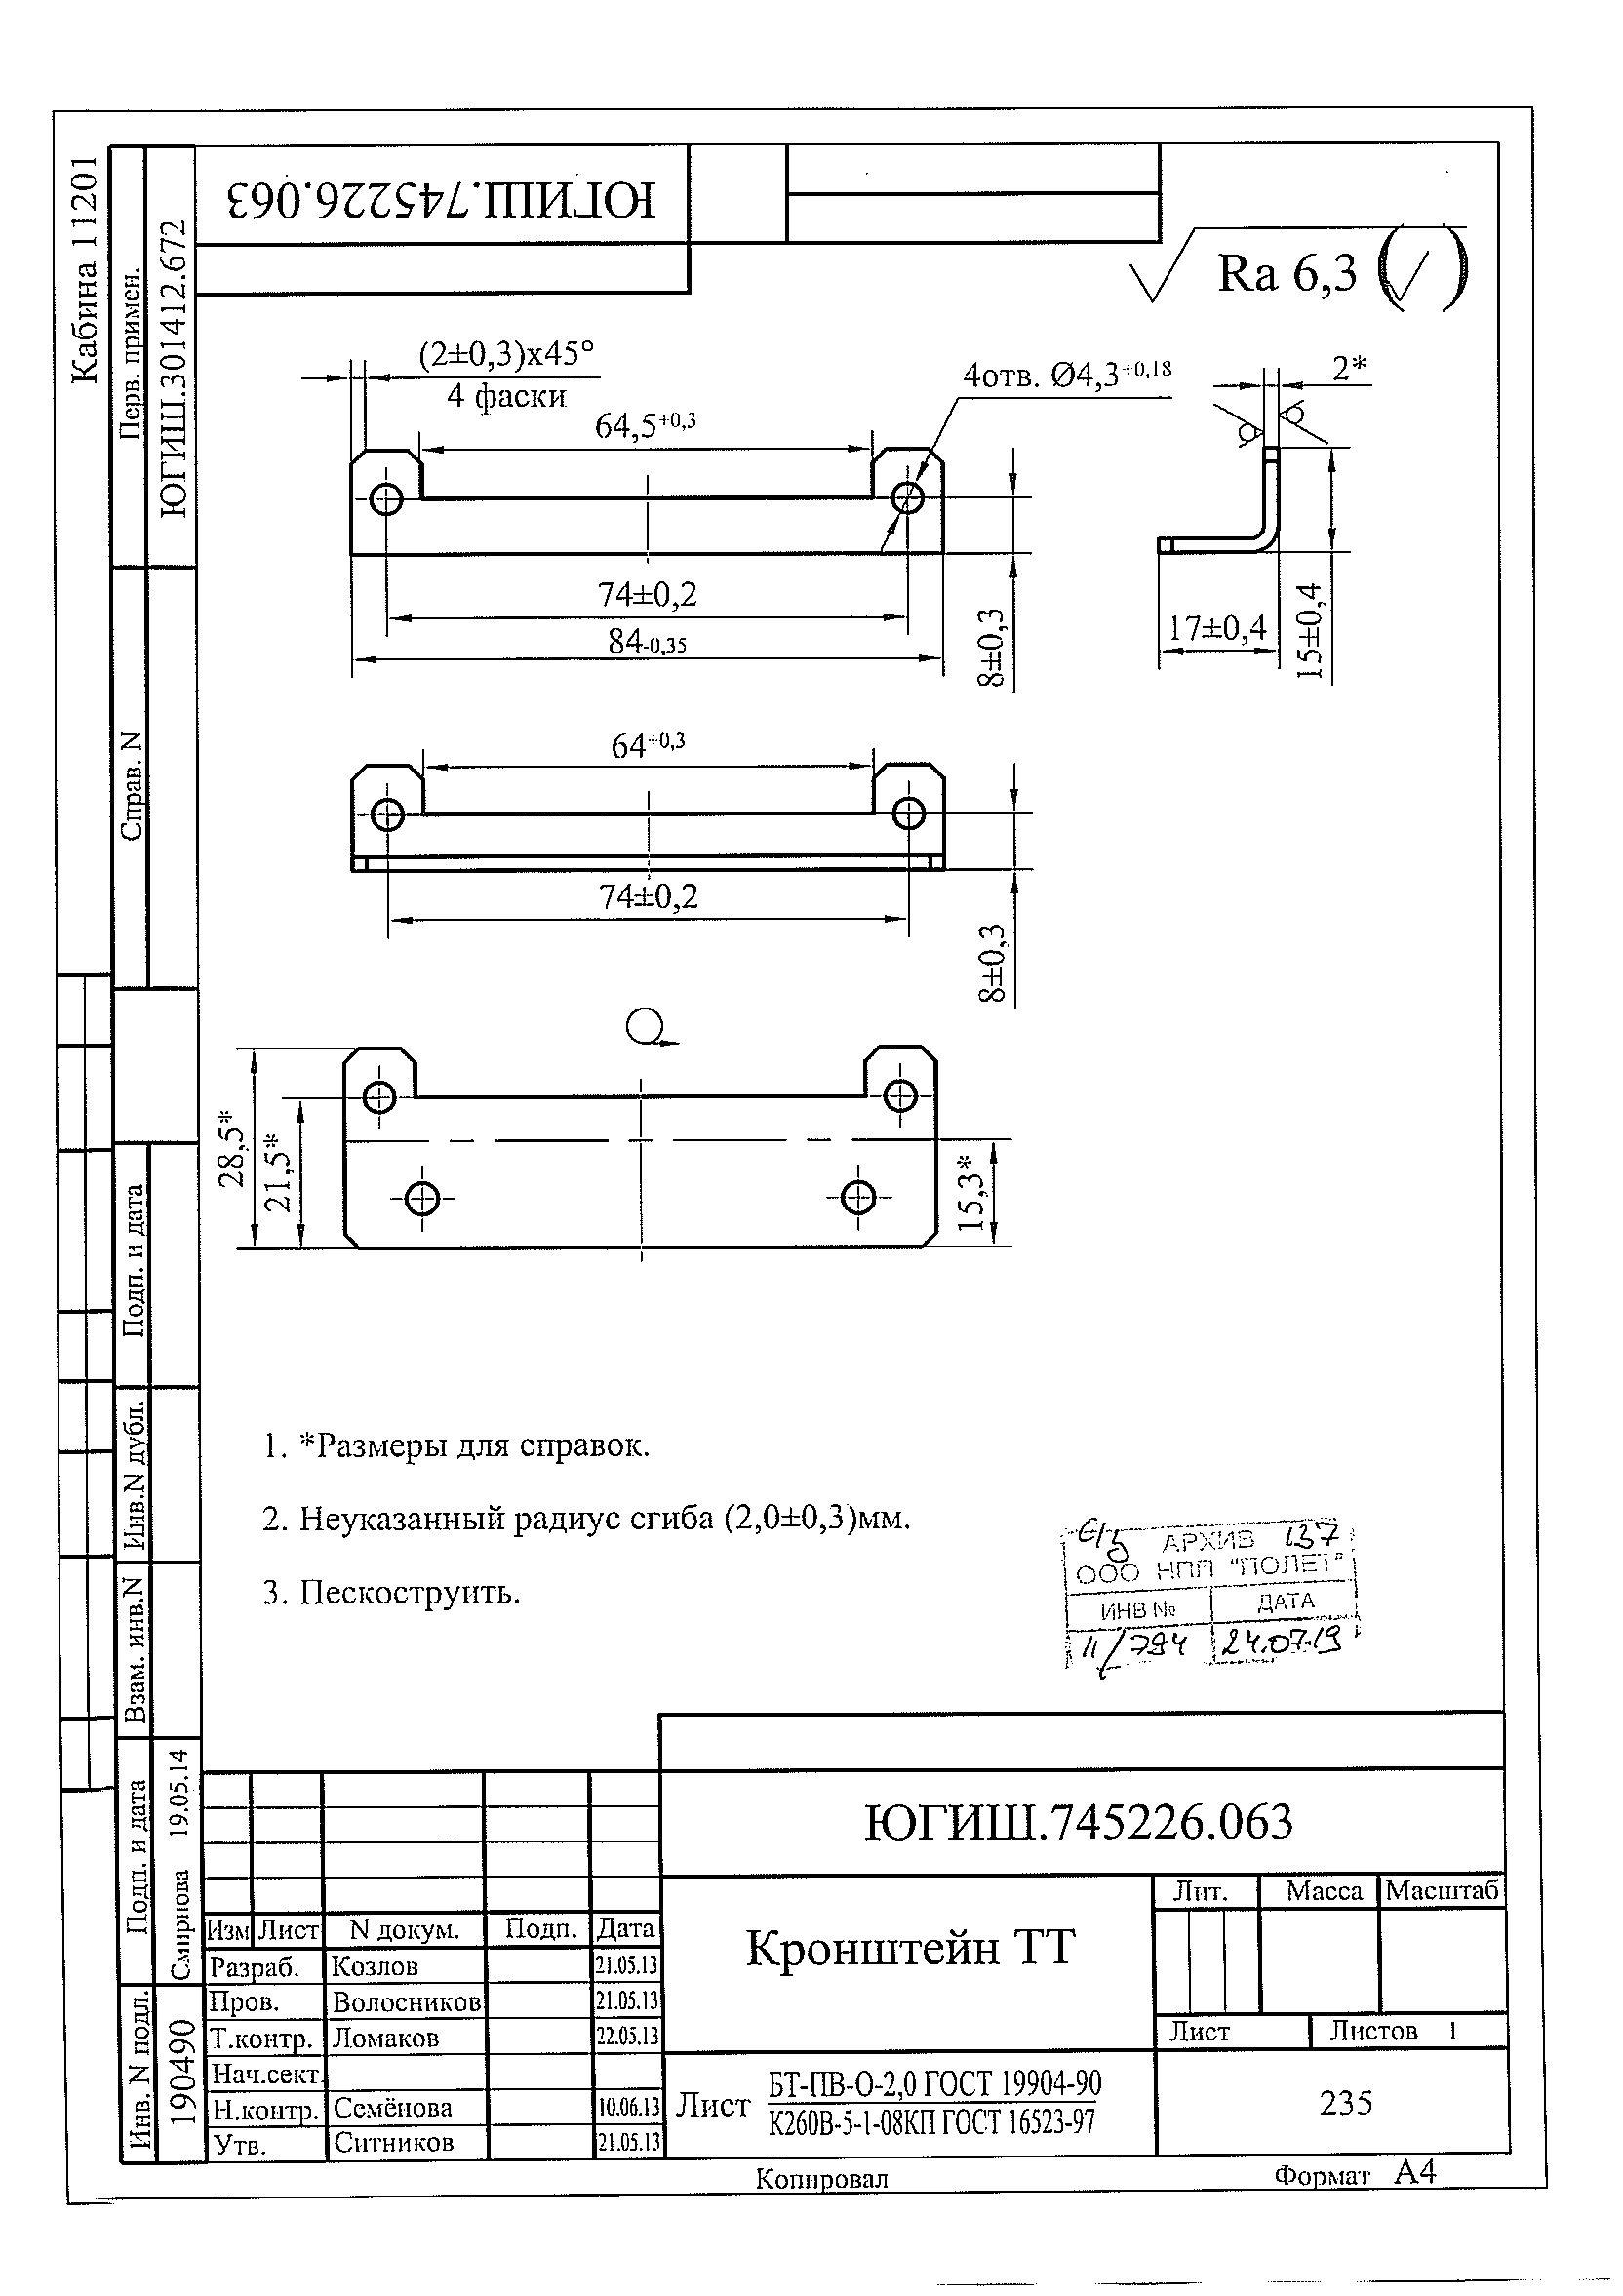 Кабина 11201
Перв. примен.
ЮГИШ.301412.672
ЮГИШ.745226.063
Ra 6,3 ( )
(2±0,3)x45°
4 фаски
64,5+0,3
4отв. Ø4,3+0,18
2*
74±0,2
84-0,35
8±0,3
17±0,4
15±0,4
Справ. N
64+0,3
74±0,2
8±0,3
28,5*
21,5*
15,3*
Подп. и дата
Инв.N дубл.
Взам. инв.N
Подп. и дата
Смирнова 19.05.14
Инв. N подл.
190490
1. *Размеры для справок.
2. Неуказанный радиус сгиба (2,0±0,3)мм.
3. Пескоструить.
АРХИВ 137
ООО НПП "ПОЛЕТ"
ИНВ № ДАТА
11/794 24.07.19
ЮГИШ.745226.063
Изм Лист N докум. Подп. Дата
Разраб. Козлов 21.05.13
Пров. Волосников 21.05.13
Т.контр. Ломаков 22.05.13
Нач.сект.
Н.контр. Семёнова 10.06.13
Утв. Ситников 21.05.13
Кронштейн ТТ
Лит. Масса Масштаб
Лист Листов 1
Лист БТ-ПВ-О-2,0 ГОСТ 19904-90
К260В-5-1-08КП ГОСТ 16523-97
235
Копировал Формат А4